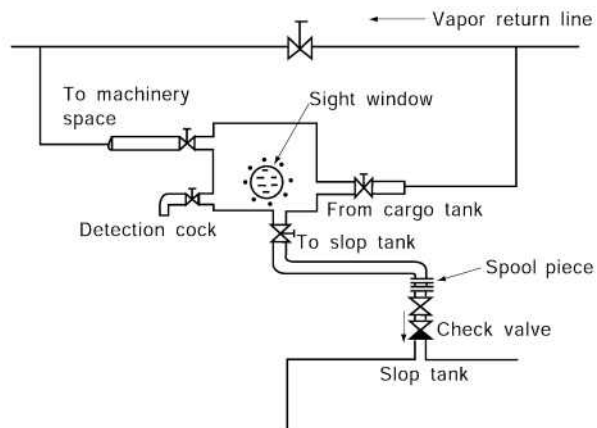 Vapor return line
To machinery
space
Sight window
From cargo tank
Detection cock
To slop tank
Spool piece
Check valve
Slop tank